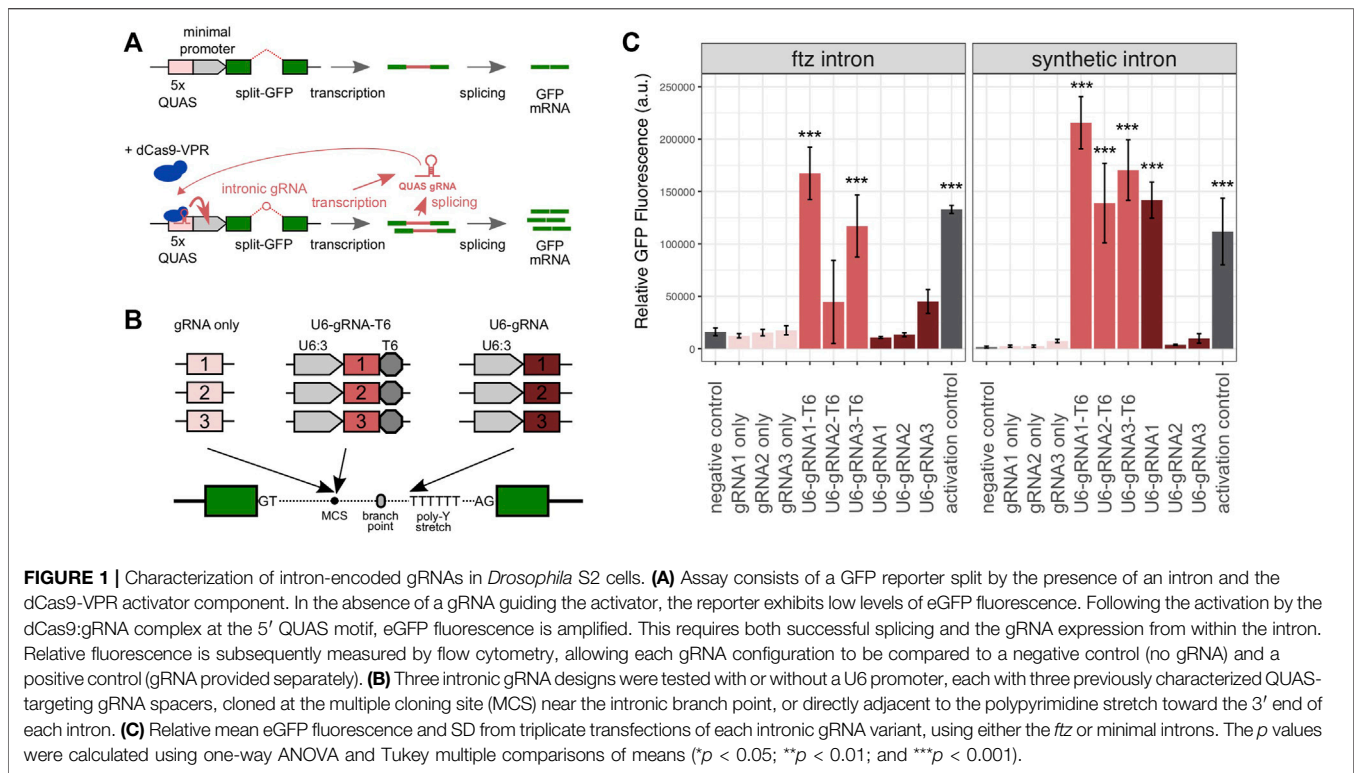 A
minimal
promoter
5x
QUAS
split-GFP
transcription
splicing
GFP
mRNA
+ dCas9-VPR
intronic gRNA
transcription
QUAS gRNA
splicing
5x
QUAS
split-GFP
transcription
splicing
GFP
mRNA
B
gRNA only
U6-gRNA-T6
U6-gRNA
U6:3
T6
U6:3
1
1
1
2
2
2
3
3
3
GT
MCS
branch
point
TTTTTT
poly-Y
stretch
AG
C
ftz intron
synthetic intron
Relative GFP Fluorescence (a.u.)
250000
200000
150000
100000
50000
0
***
***
***
***
***
***
***
***
negative control
gRNA1 only
gRNA2 only
gRNA3 only
U6-gRNA1-T6
U6-gRNA2-T6
U6-gRNA3-T6
U6-gRNA1
U6-gRNA2
U6-gRNA3
activation control
negative control
gRNA1 only
gRNA2 only
gRNA3 only
U6-gRNA1-T6
U6-gRNA2-T6
U6-gRNA3-T6
U6-gRNA1
U6-gRNA2
U6-gRNA3
activation control
FIGURE 1 | Characterization of intron-encoded gRNAs in Drosophila S2 cells. (A) Assay consists of a GFP reporter split by the presence of an intron and the
dCas9-VPR activator component. In the absence of a gRNA guiding the activator, the reporter exhibits low levels of eGFP fluorescence. Following the activation by the
dCas9:gRNA complex at the 5′ QUAS motif, eGFP fluorescence is amplified. This requires both successful splicing and the gRNA expression from within the intron.
Relative fluorescence is subsequently measured by flow cytometry, allowing each gRNA configuration to be compared to a negative control (no gRNA) and a
positive control (gRNA provided separately). (B) Three intronic gRNA designs were tested with or without a U6 promoter, each with three previously characterized QUAS-
targeting gRNA spacers, cloned at the multiple cloning site (MCS) near the intronic branch point, or directly adjacent to the polypyrimidine stretch toward the 3′ end of
each intron. (C) Relative mean eGFP fluorescence and SD from triplicate transfections of each intronic gRNA variant, using either the ftz or minimal introns. The p values
were calculated using one-way ANOVA and Tukey multiple comparisons of means (*p < 0.05; **p < 0.01; and ***p < 0.001).